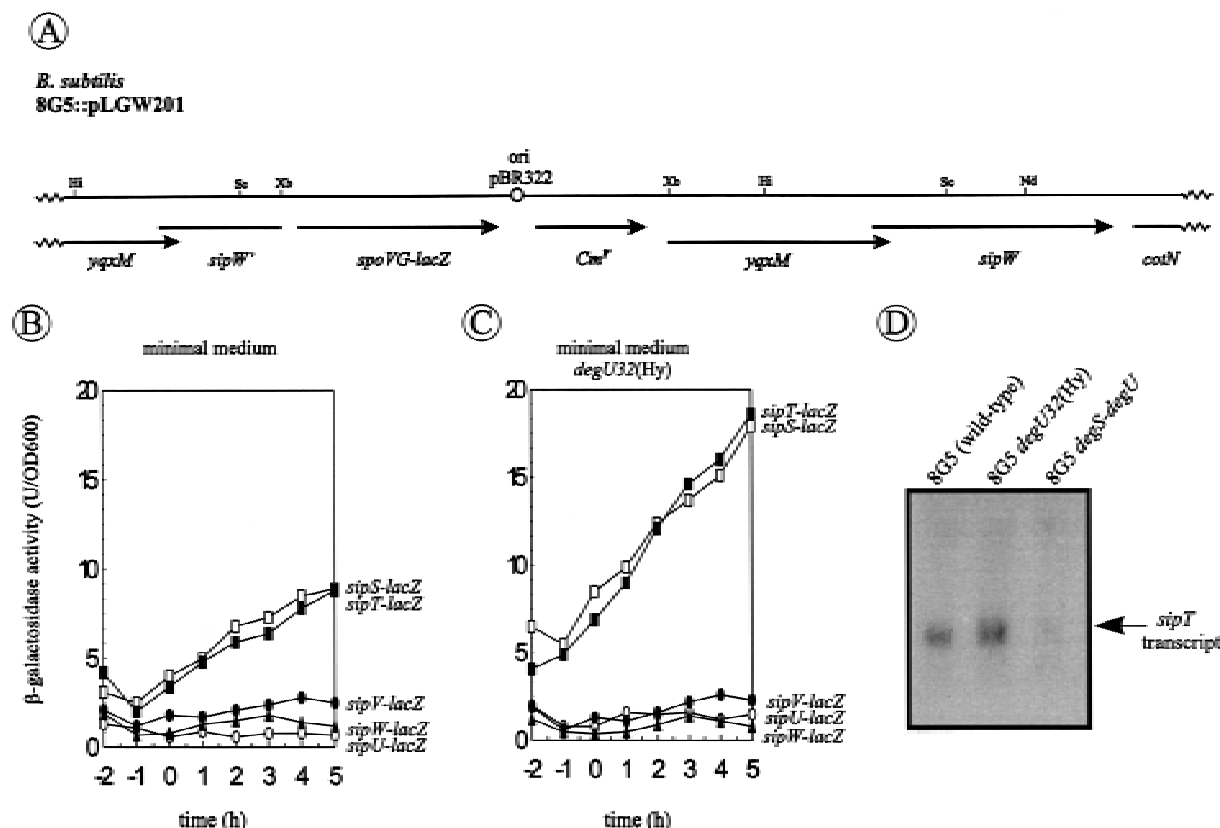 A
B. subtilis
8G5::pLGW201
ori
pBR322
Hi Sc Xb Xb Hi Sc Nd
yqxM sipW' spoVG-lacZ Cmr yqxM sipW cotN
B
minimal medium
β-galactosidase activity (U/OD600)
20
15
10
5
0
sipS-lacZ
sipT-lacZ
sipV-lacZ
sipW-lacZ
sipU-lacZ
-2 -1 0 1 2 3 4 5
time (h)
C
minimal medium
degU32(Hy)
20
15
10
5
0
sipT-lacZ
sipS-lacZ
sipV-lacZ
sipU-lacZ
sipW-lacZ
-2 -1 0 1 2 3 4 5
time (h)
D
8G5 (wild-type)
8G5 degU32(Hy)
8G5 degS-degU
sipT
transcript